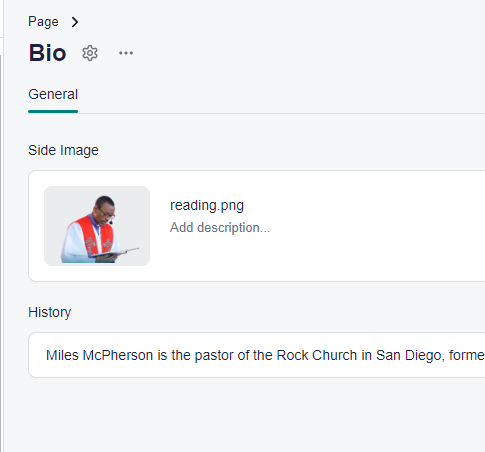 Page
Bio
General
Side Image
reading.png
Add description...
History
Miles McPherson is the pastor of the Rock Church in San Diego, forme